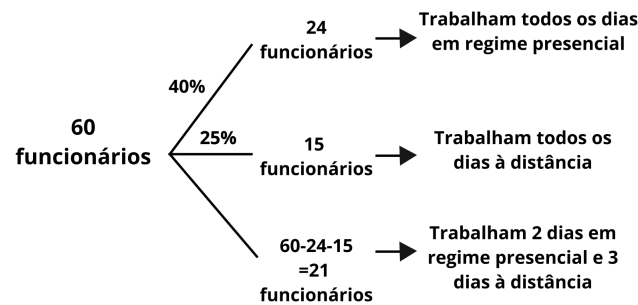 24
funcionários
Trabalham todos os dias
em regime presencial
40%
60
funcionários
25%
15
funcionários
Trabalham todos os
dias à distância
60-24-15
=21
funcionários
Trabalham 2 dias em
regime presencial e 3
dias à distância